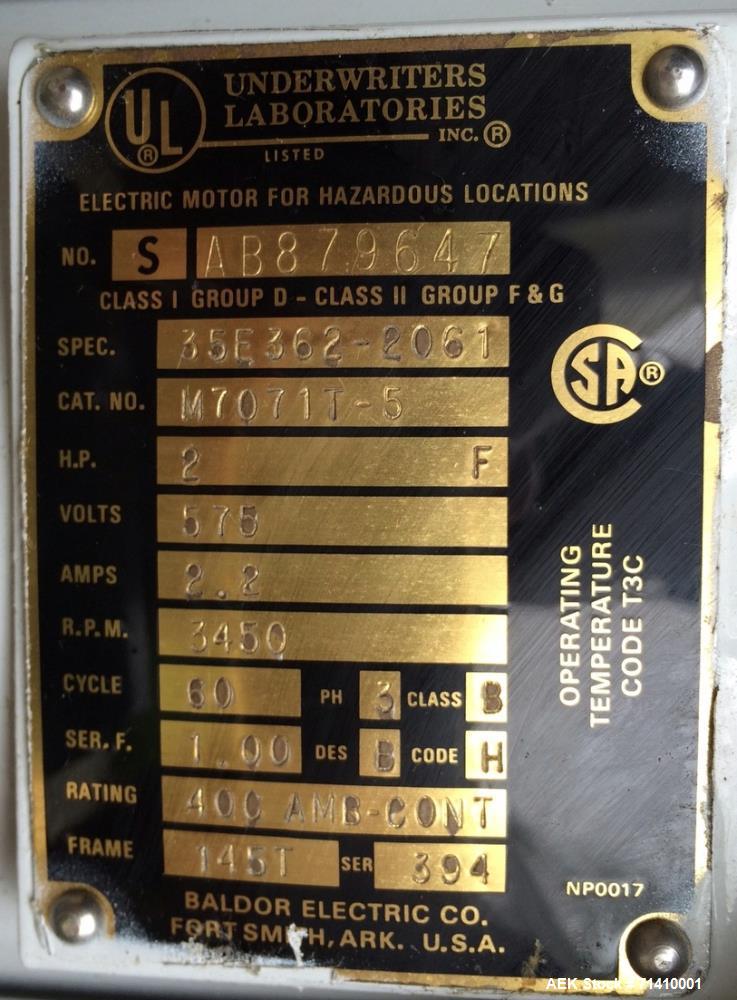 UL ®
UNDERWRITERS
LABORATORIES
INC. ®
LISTED
ELECTRIC MOTOR FOR HAZARDOUS LOCATIONS
NO. S AB879647
CLASS I GROUP D - CLASS II GROUP F & G
SPEC. 35E362-2061
CAT. NO. M7071T-5
H.P. 2 F
VOLTS 575
AMPS 2.2
R.P.M. 3450
CYCLE 60 PH 3 CLASS B
SER. F. 1.00 DES B CODE H
RATING 40C AMB-CONT
FRAME 145T SER 394
BALDOR ELECTRIC CO.
FORT SMITH, ARK. U.S.A.
SA ®
OPERATING
TEMPERATURE
CODE T3C
NP0017
AEK Stock #71410001